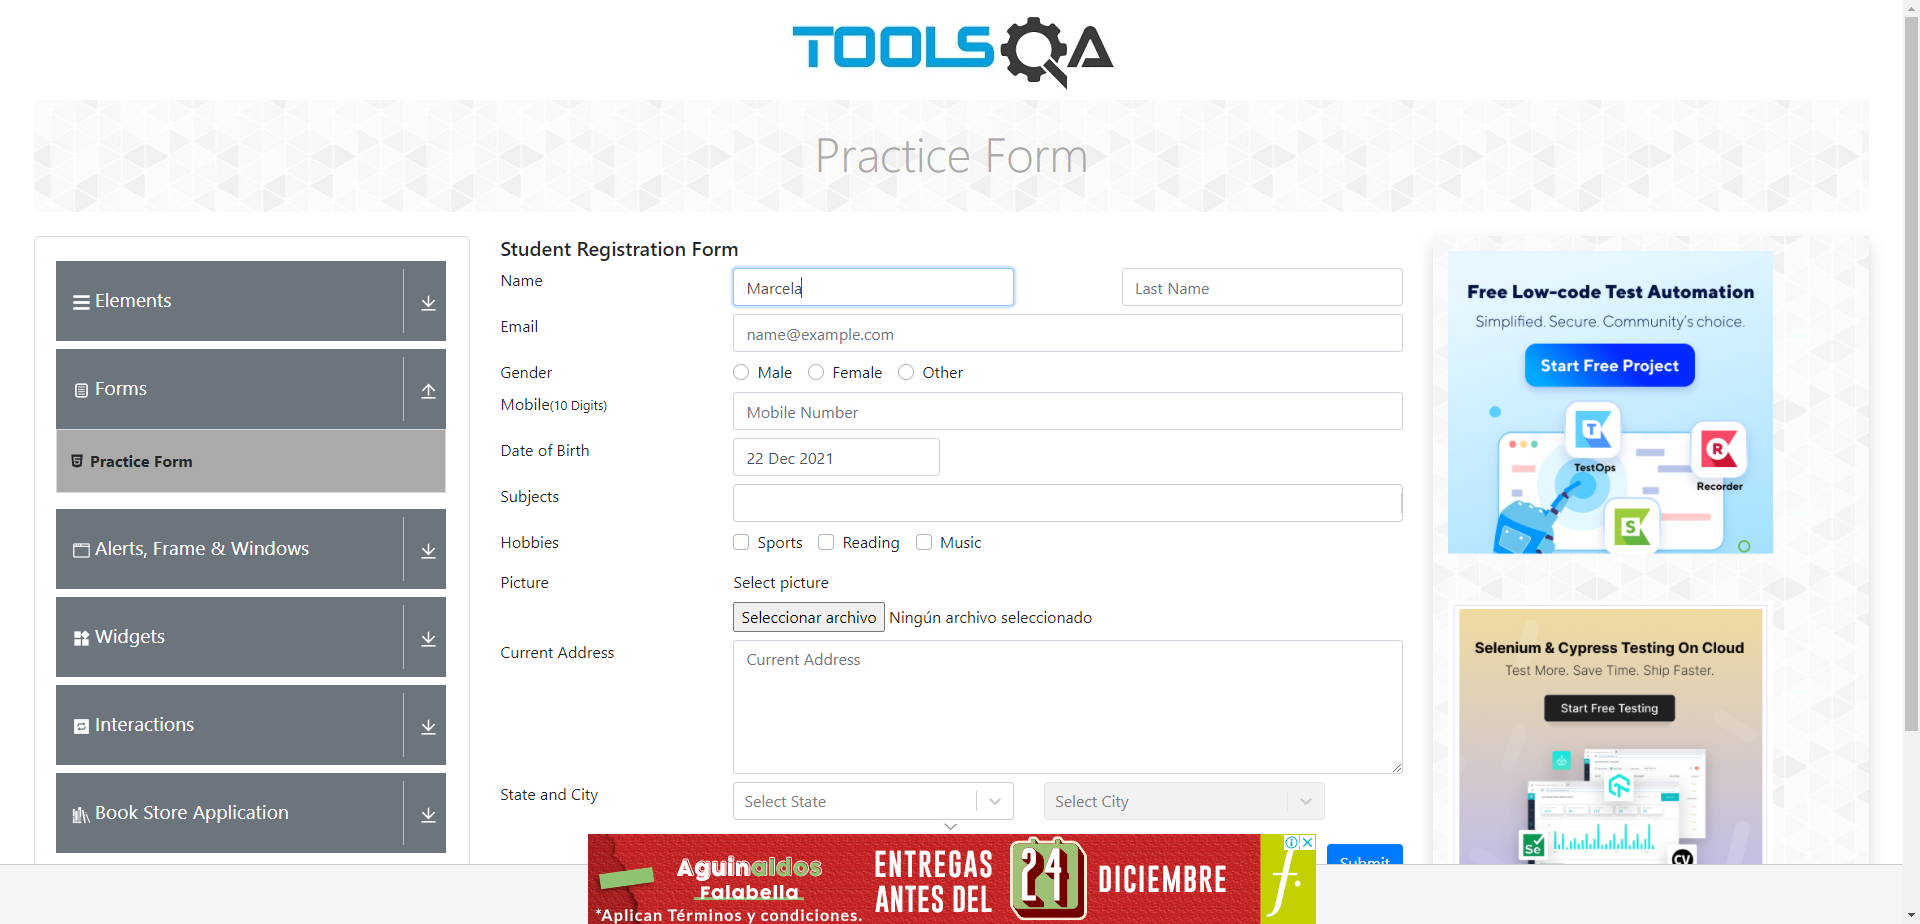 TOOLSQA
Practice Form
Elements
Forms
Practice Form
Alerts, Frame & Windows
Widgets
Interactions
Book Store Application
Student Registration Form
Name
Marcela
Last Name
Email
name@example.com
Gender
Male
Female
Other
Mobile(10 Digits)
Mobile Number
Date of Birth
22 Dec 2021
Subjects
Hobbies
Sports
Reading
Music
Picture
Select picture
Seleccionar archivo
Ningún archivo seleccionado
Current Address
Current Address
State and City
Select State
Select City
Submit
Free Low-code Test Automation
Simplified. Secure. Community's choice.
Start Free Project
T
TestOps
R
Recorder
S
Selenium & Cypress Testing On Cloud
Test More. Save Time. Ship Faster.
Start Free Testing
Se
CY
Aguinaldos
Falabella
*Aplican Términos y condiciones.
ENTREGAS
ANTES DEL
24
DICIEMBRE
f.